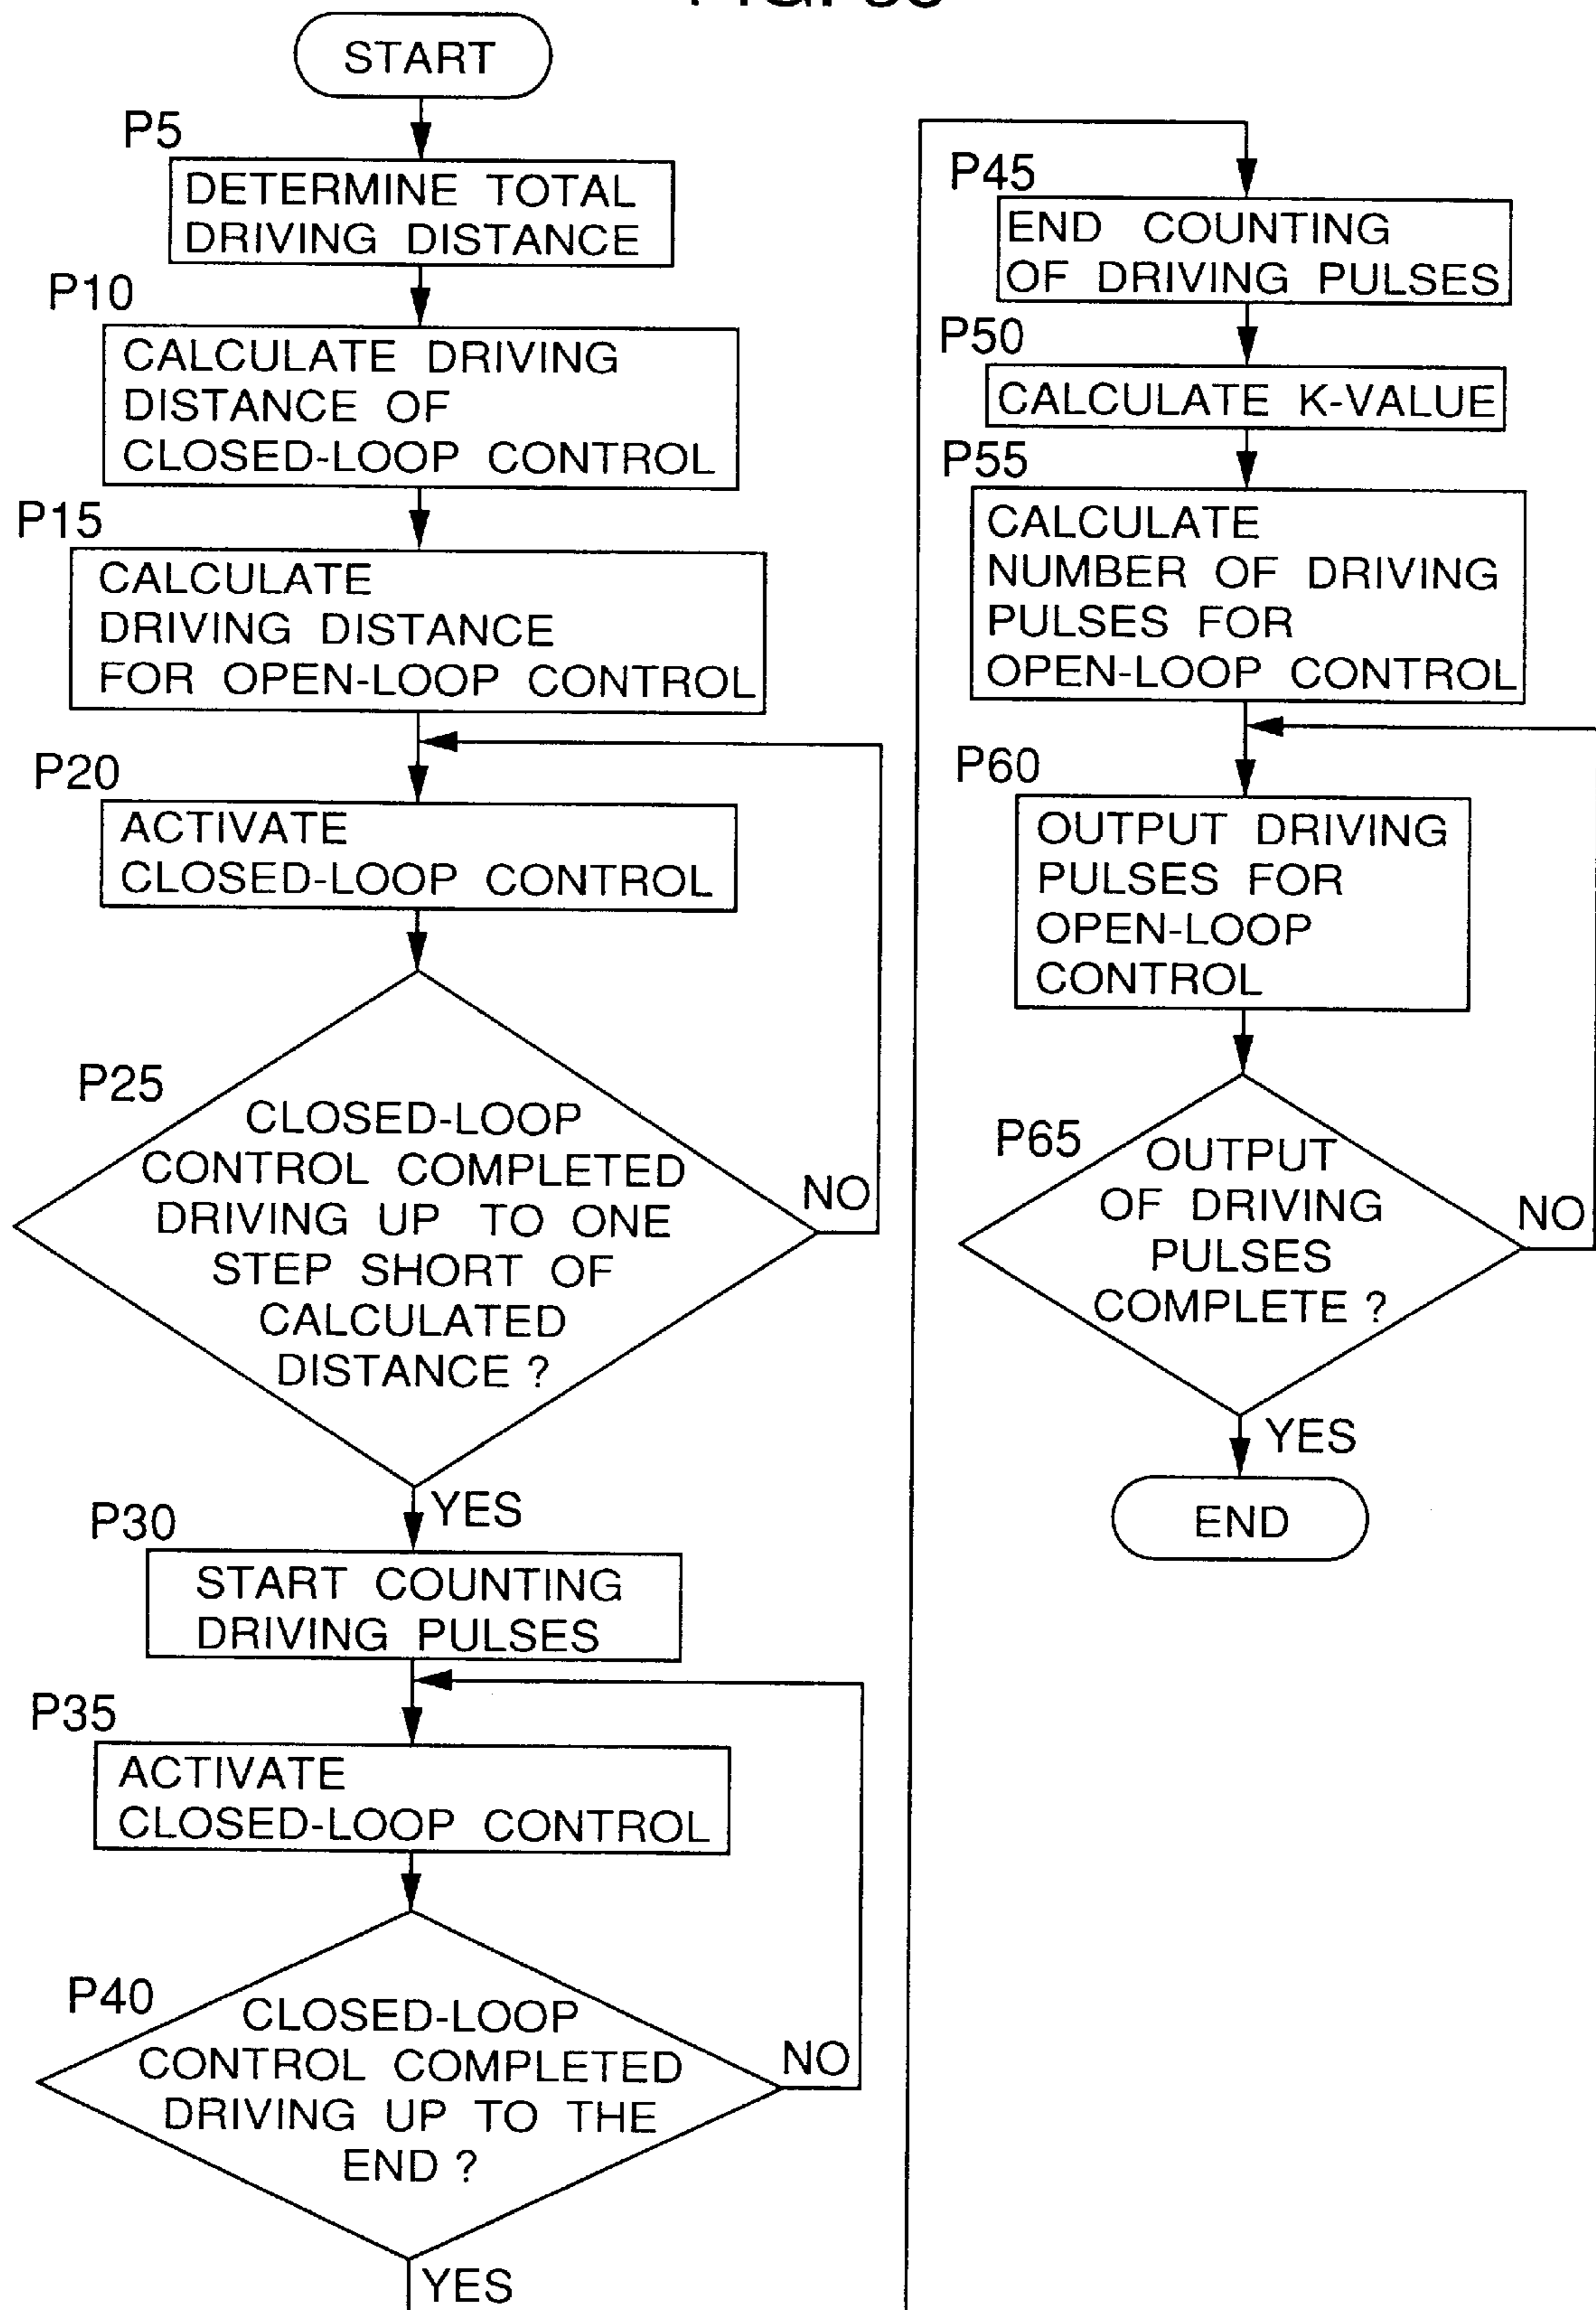 START
P5
DETERMINE TOTAL
DRIVING DISTANCE
P10
CALCULATE DRIVING
DISTANCE OF
CLOSED-LOOP CONTROL
P15
CALCULATE
DRIVING DISTANCE
FOR OPEN-LOOP CONTROL
P20
ACTIVATE
CLOSED-LOOP CONTROL
P25
CLOSED-LOOP
CONTROL COMPLETED
DRIVING UP TO ONE
STEP SHORT OF
CALCULATED
DISTANCE ?
NO
YES
P30
START COUNTING
DRIVING PULSES
P35
ACTIVATE
CLOSED-LOOP CONTROL
P40
CLOSED-LOOP
CONTROL COMPLETED
DRIVING UP TO THE
END ?
NO
YES
P45
END COUNTING
OF DRIVING PULSES
P50
CALCULATE K-VALUE
P55
CALCULATE
NUMBER OF DRIVING
PULSES FOR
OPEN-LOOP CONTROL
P60
OUTPUT DRIVING
PULSES FOR
OPEN-LOOP
CONTROL
P65
OUTPUT
OF DRIVING
PULSES
COMPLETE ?
NO
YES
END